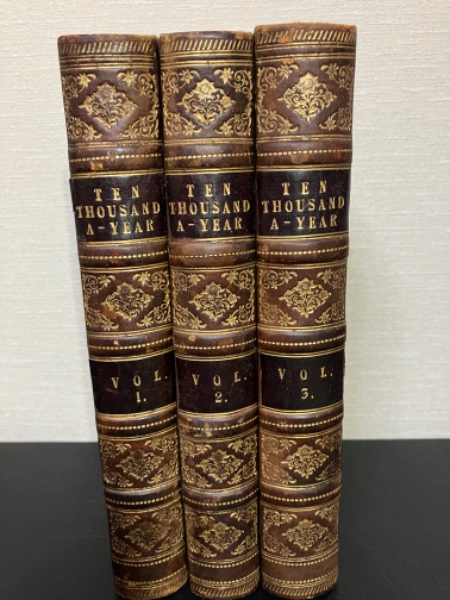 TEN
THOUSAND
A-YEAR
VOL.
1.
TEN
THOUSAND
A-YEAR
VOL.
2.
TEN
THOUSAND
A-YEAR
VOL.
3.